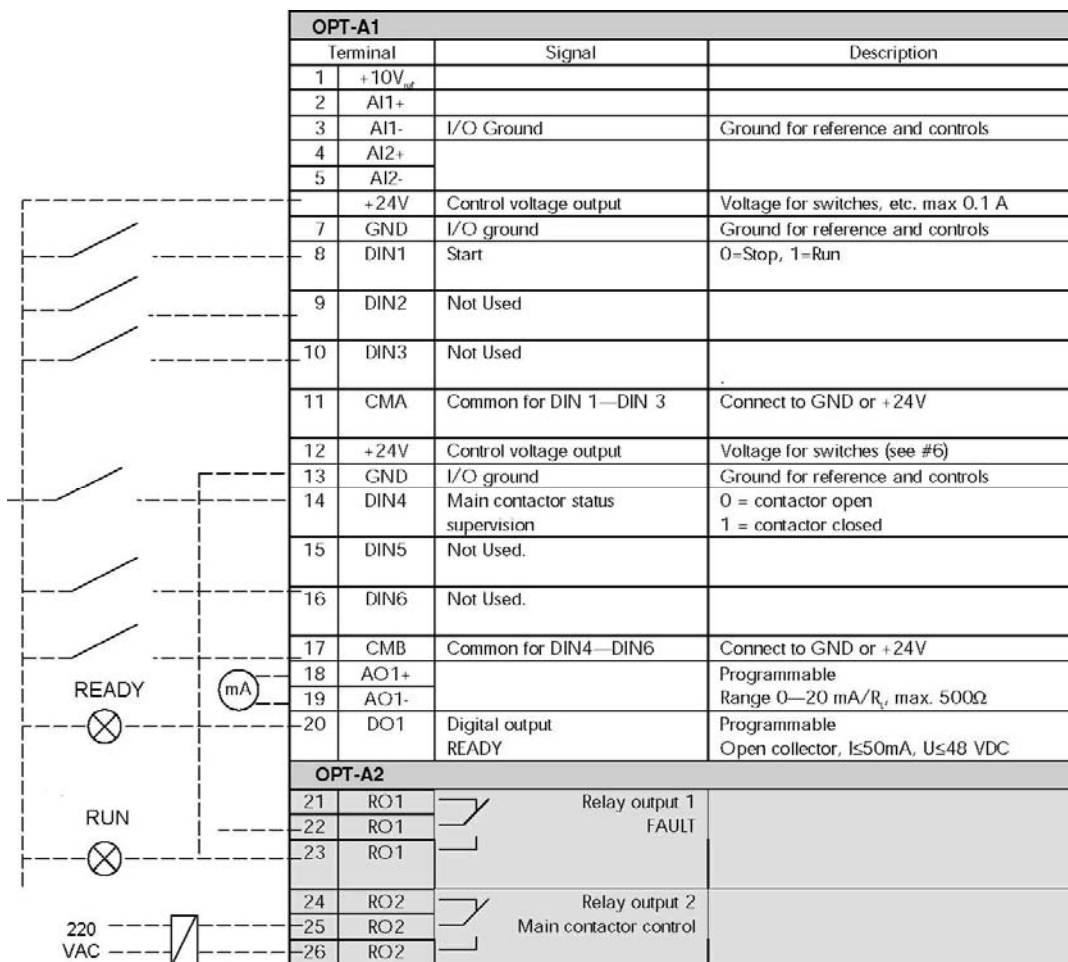 OPT-A1
Terminal Signal Description
1 +10Vref
2 AI1+
3 AI1- I/O Ground Ground for reference and controls
4 AI2+
5 AI2-
+24V Control voltage output Voltage for switches, etc. max 0.1 A
7 GND I/O ground Ground for reference and controls
8 DIN1 Start 0=Stop, 1=Run
9 DIN2 Not Used
10 DIN3 Not Used
.
11 CMA Common for DIN 1—DIN 3 Connect to GND or +24V
12 +24V Control voltage output Voltage for switches (see #6)
13 GND I/O ground Ground for reference and controls
14 DIN4 Main contactor status 0 = contactor open
supervision 1 = contactor closed
15 DIN5 Not Used.
16 DIN6 Not Used.
17 CMB Common for DIN4—DIN6 Connect to GND or +24V
18 AO1+ Programmable
READY mA 19 AO1- Range 0—20 mA/RL, max. 500Ω
20 DO1 Digital output Programmable
READY Open collector, I≤50mA, U≤48 VDC
OPT-A2
21 RO1 Relay output 1
RUN 22 RO1 FAULT
23 RO1
24 RO2 Relay output 2
220 25 RO2 Main contactor control
VAC 26 RO2